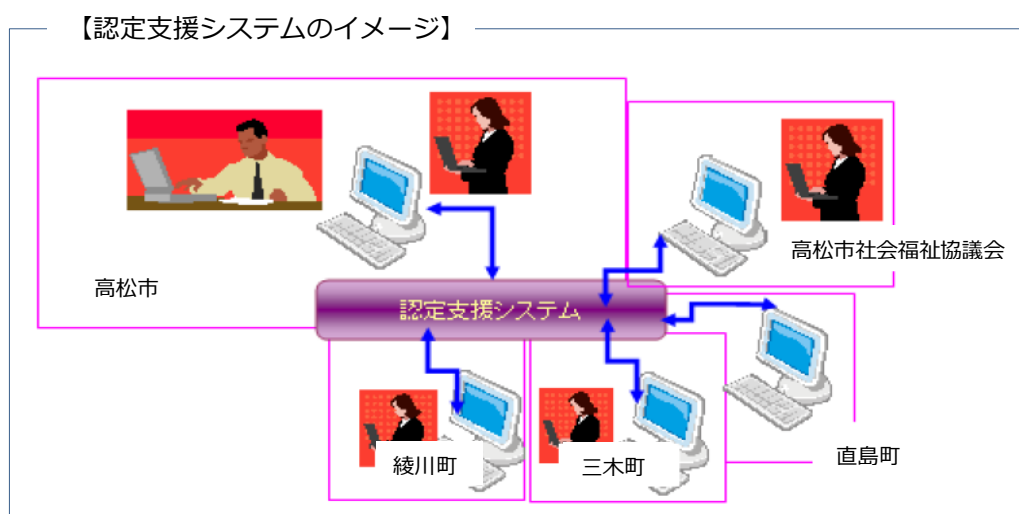 【認定支援システムのイメージ】
高松市社会福祉協議会
高松市
認定支援システム
直島町
綾川町
三木町